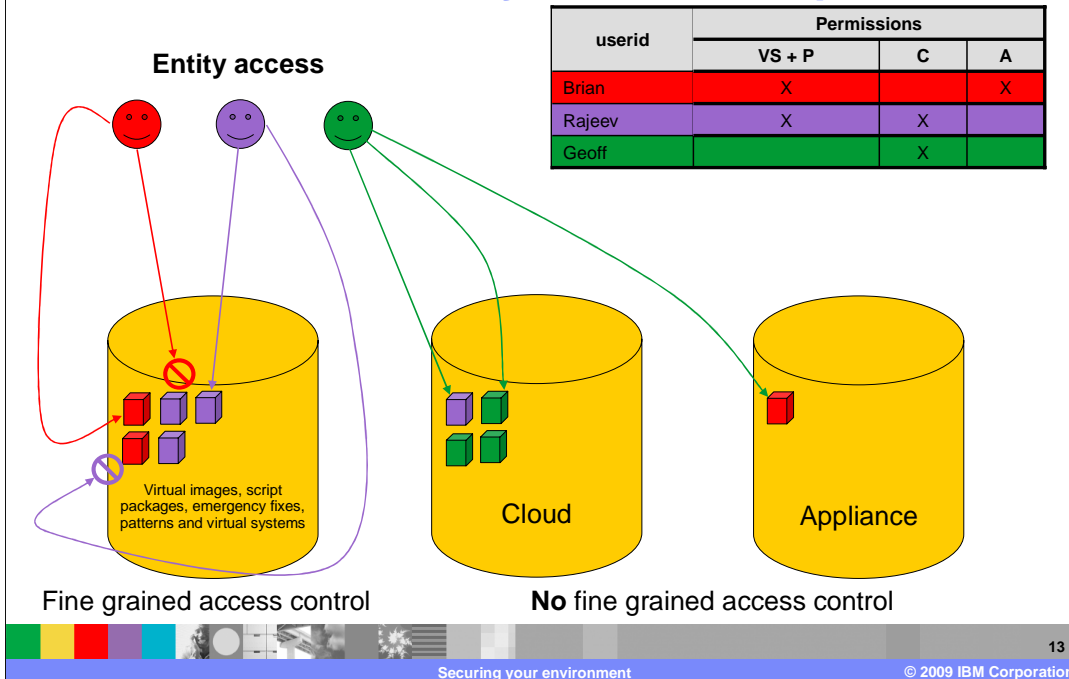 userid
Permissions
VS + P
C
A
Brian
X
X
Rajeev
X
X
Geoff
X
Entity access
Virtual images, script
packages, emergency fixes,
patterns and virtual systems
Cloud
Appliance
Fine grained access control
No fine grained access control
13
Securing your environment
© 2009 IBM Corporation